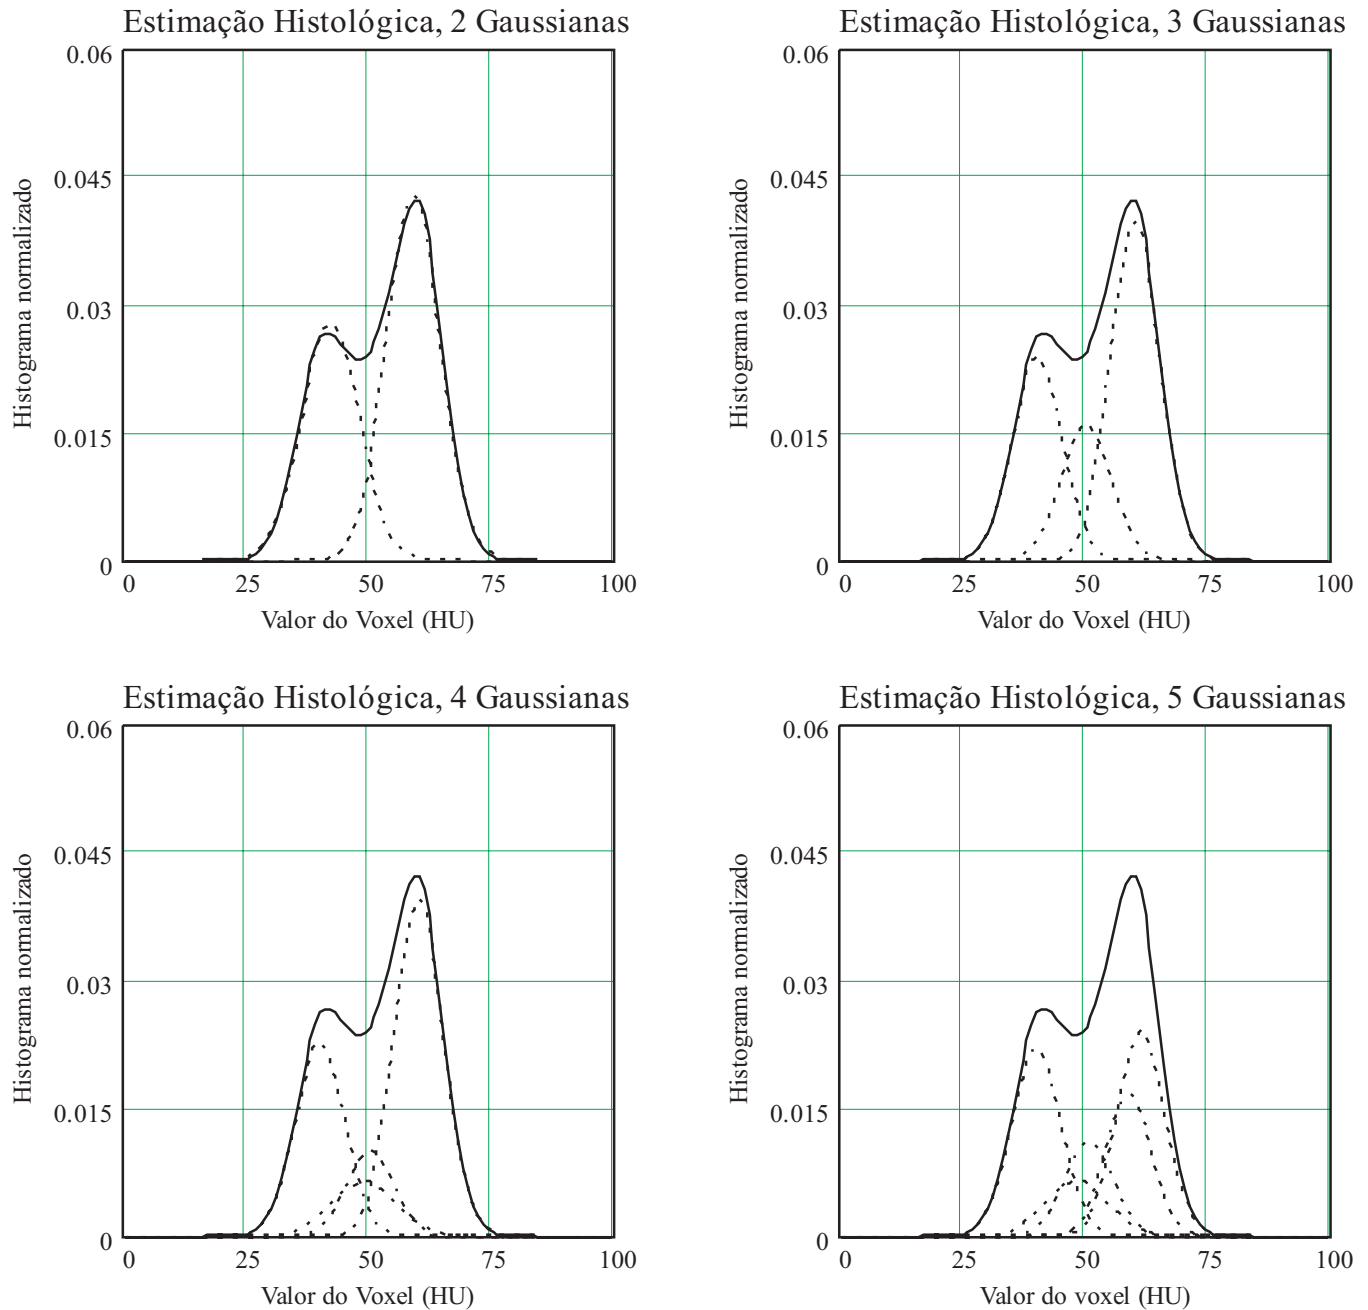 Estimação Histológica, 2 Gaussianas
0.06
0.045
0.03
0.015
0
Histograma normalizado
0 25 50 75 100
Valor do Voxel (HU)
Estimação Histológica, 3 Gaussianas
0.06
0.045
0.03
0.015
0
Histograma normalizado
0 25 50 75 100
Valor do Voxel (HU)
Estimação Histológica, 4 Gaussianas
0.06
0.045
0.03
0.015
0
Histograma normalizado
0 25 50 75 100
Valor do Voxel (HU)
Estimação Histológica, 5 Gaussianas
0.06
0.045
0.03
0.015
0
Histograma normalizado
0 25 50 75 100
Valor do voxel (HU)